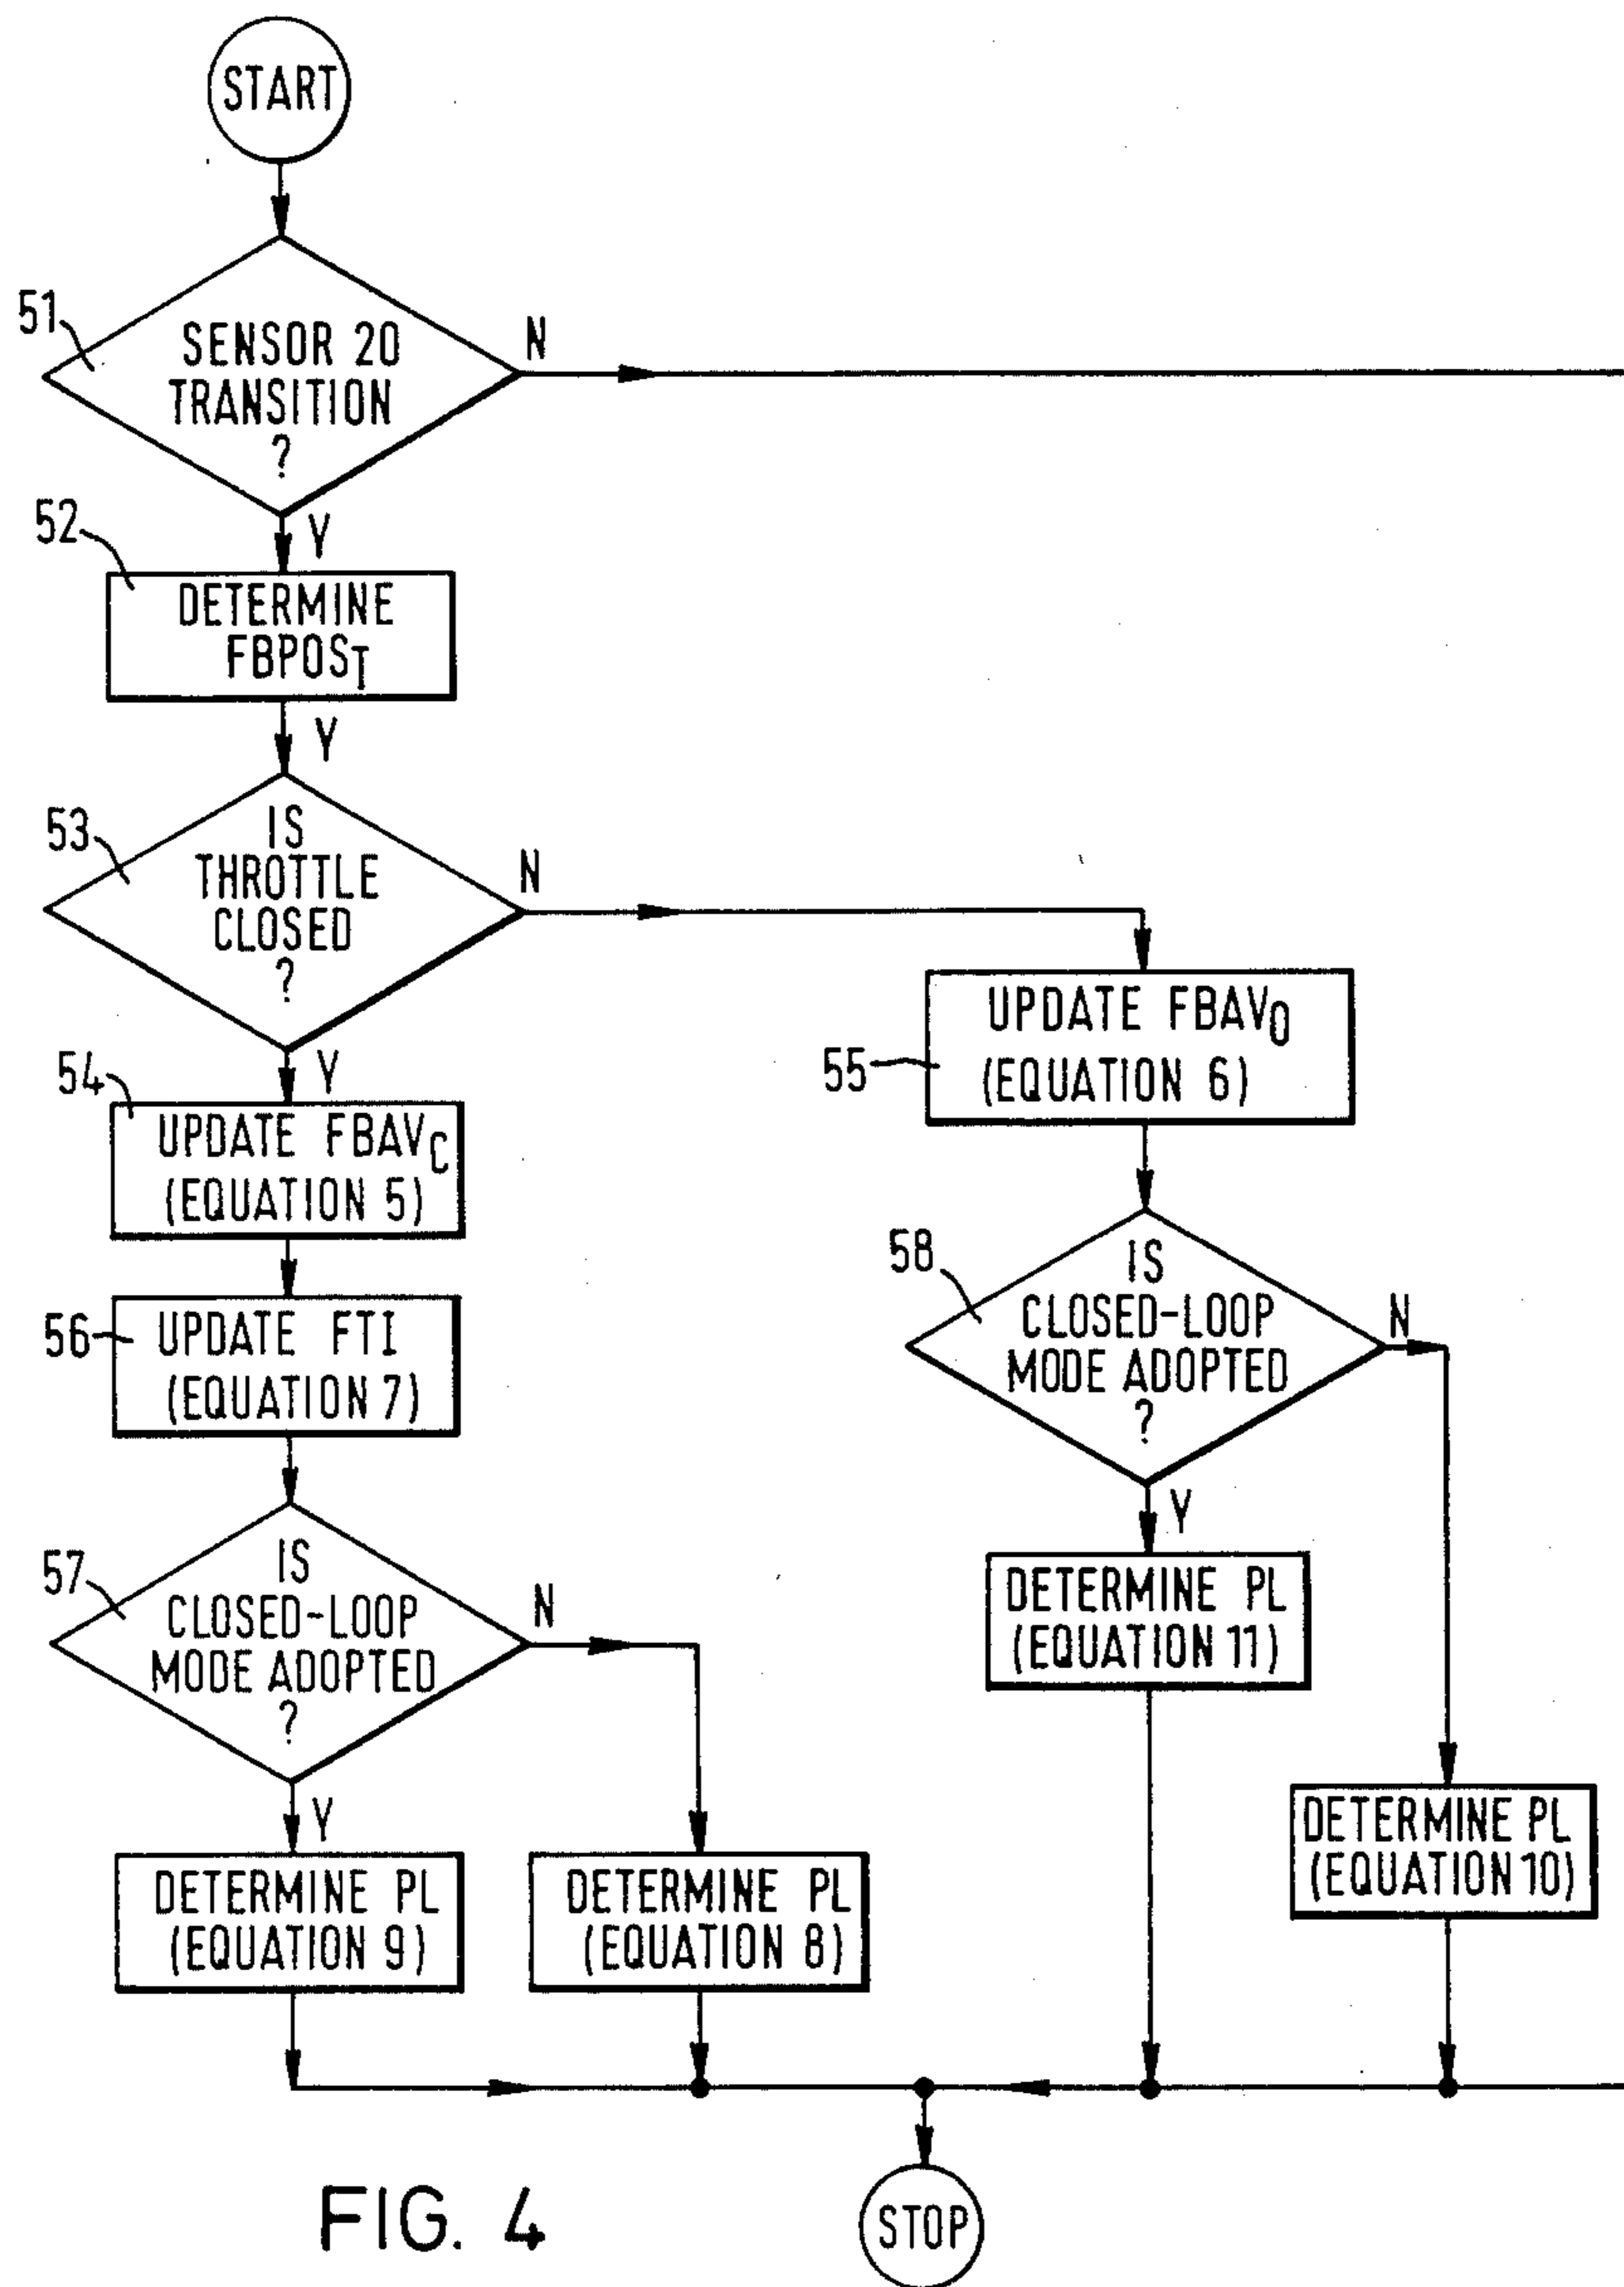 START
51
SENSOR 20
TRANSITION
?
N
Y
52
DETERMINE
FBPOST
Y
53
IS
THROTTLE
CLOSED
?
N
Y
54
UPDATE FBAVC
(EQUATION 5)
55
UPDATE FBAVO
(EQUATION 6)
56
UPDATE FTI
(EQUATION 7)
58
IS
CLOSED-LOOP
MODE ADOPTED
?
N
Y
57
IS
CLOSED-LOOP
MODE ADOPTED
?
N
Y
DETERMINE PL
(EQUATION 11)
DETERMINE PL
(EQUATION 10)
DETERMINE PL
(EQUATION 9)
DETERMINE PL
(EQUATION 8)
STOP
FIG. 4